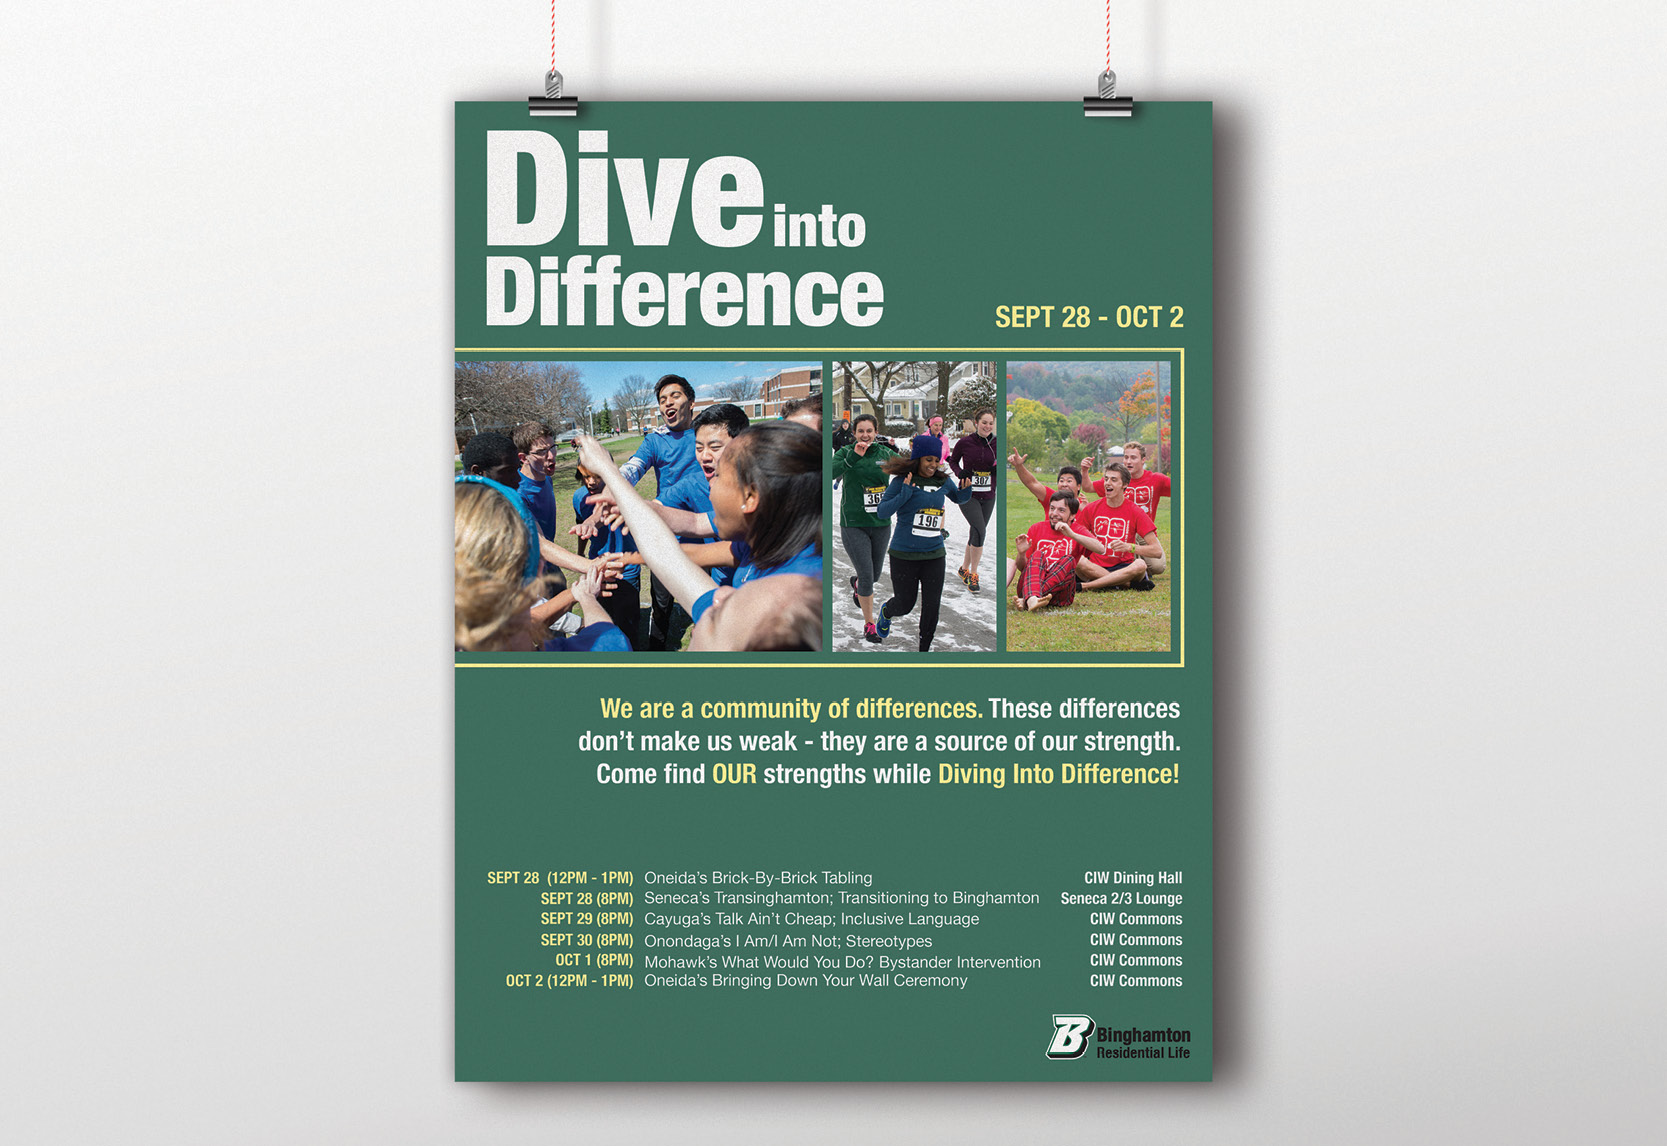 Dive into
Difference
SEPT 28 - OCT 2
368
196
307
We are a community of differences. These differences
don't make us weak - they are a source of our strength.
Come find OUR strengths while Diving Into Difference!
SEPT 28 (12PM - 1PM) Oneida's Brick-By-Brick Tabling CIW Dining Hall
SEPT 28 (8PM) Seneca's Transinghamton; Transitioning to Binghamton Seneca 2/3 Lounge
SEPT 29 (8PM) Cayuga's Talk Ain't Cheap; Inclusive Language CIW Commons
SEPT 30 (8PM) Onondaga's I Am/I Am Not; Stereotypes CIW Commons
OCT 1 (8PM) Mohawk's What Would You Do? Bystander Intervention CIW Commons
OCT 2 (12PM - 1PM) Oneida's Bringing Down Your Wall Ceremony CIW Commons
B Binghamton
Residential Life